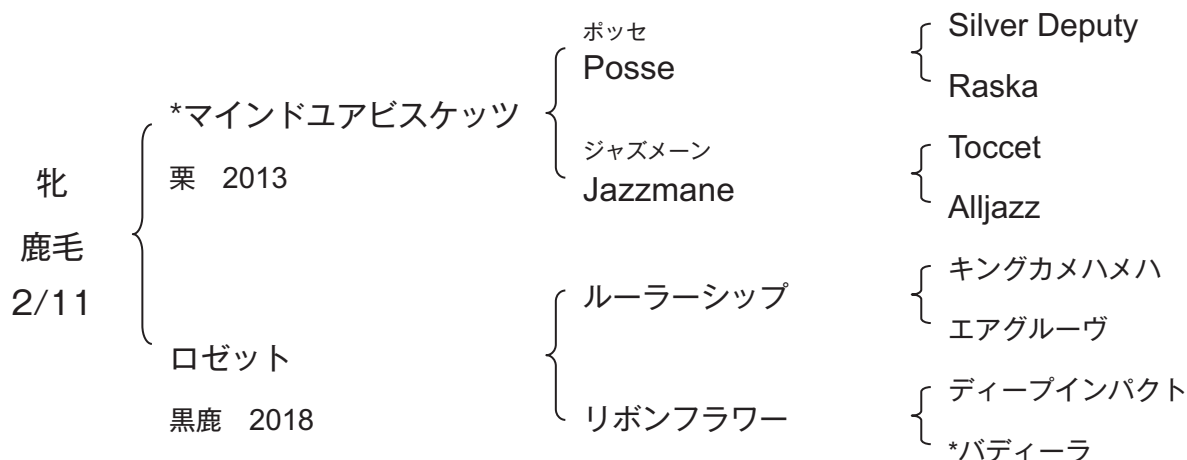 牝
鹿毛
2/11
*マインドユアビスケッツ
栗 2013
ロゼット
黒鹿 2018
ポッセ
Posse
ジャズメーン
Jazzmane
ルーラーシップ
リボンフラワー
Silver Deputy
Raska
Toccet
Alljazz
キングカメハメハ
エアグルーヴ
ディープインパクト
*バディーラ